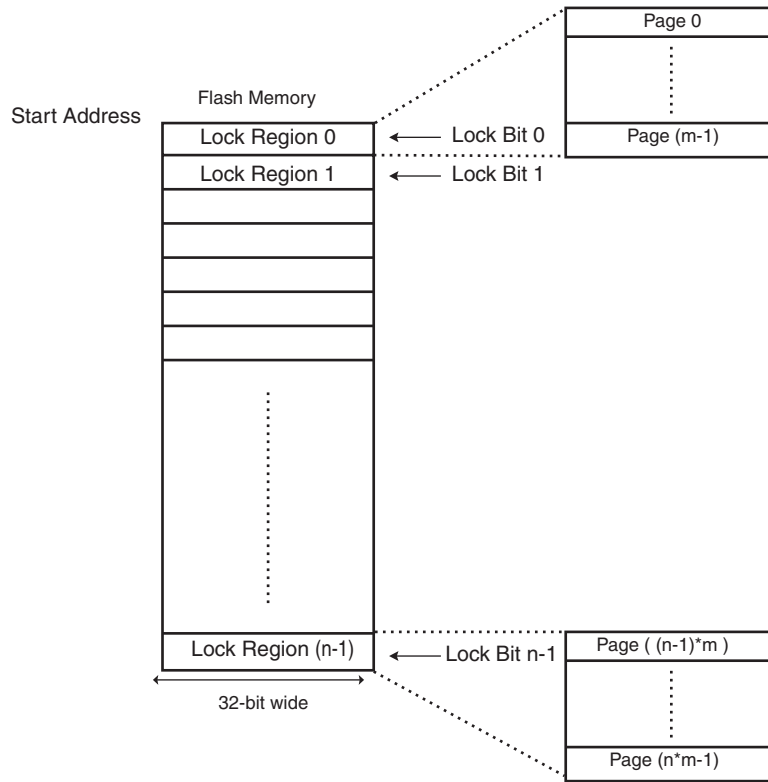 Page 0
Flash Memory
Start Address
Lock Region 0
Lock Bit 0
Page (m-1)
Lock Region 1
Lock Bit 1
Lock Region (n-1)
Lock Bit n-1
Page ( (n-1)*m )
32-bit wide
Page (n*m-1)